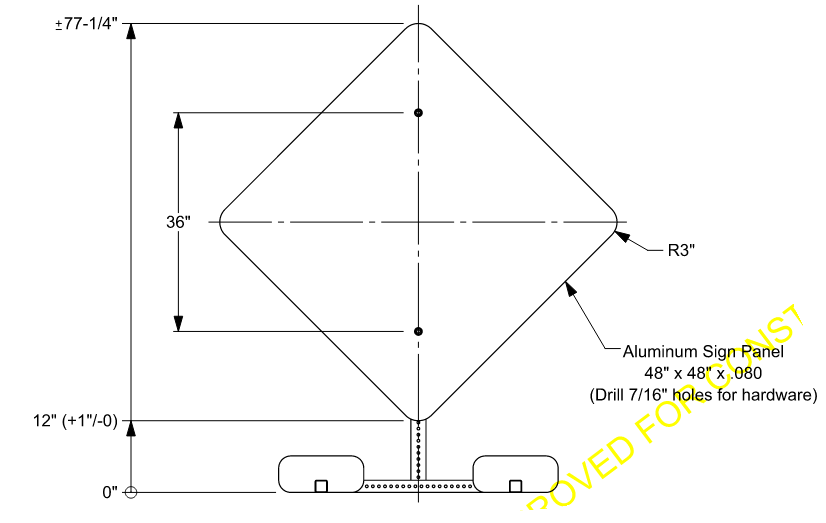 ±77-1/4"
36"
R3"
Aluminum Sign Panel
48" x 48" x .080
(Drill 7/16" holes for hardware)
12" (+1"/-0)
0"
ROVED FOR CONST